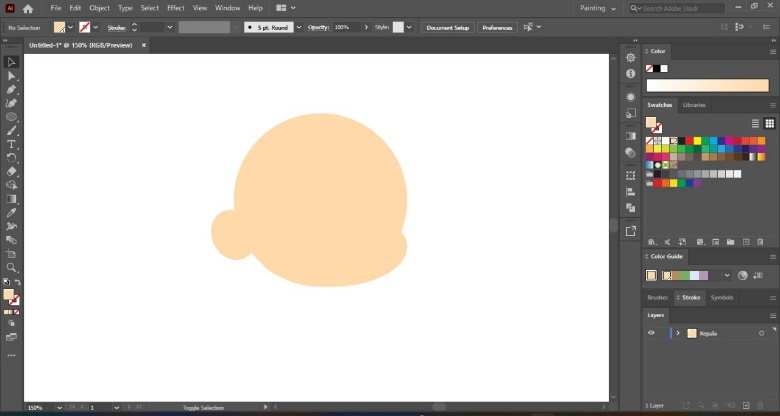 Ai File Edit Object Type Select Effect View Window Help Painting Search Adobe Stock
No Selection Stroke: 5 pt. Round Opacity: 100% Style: Document Setup Preferences
Untitled-1* @ 150% (RGB/Preview) ×
Color
Swatches Libraries
Color Guide
Brushes Stroke Symbols
Layers
Kepala
1 Layer
150% 1 Toggle Selection